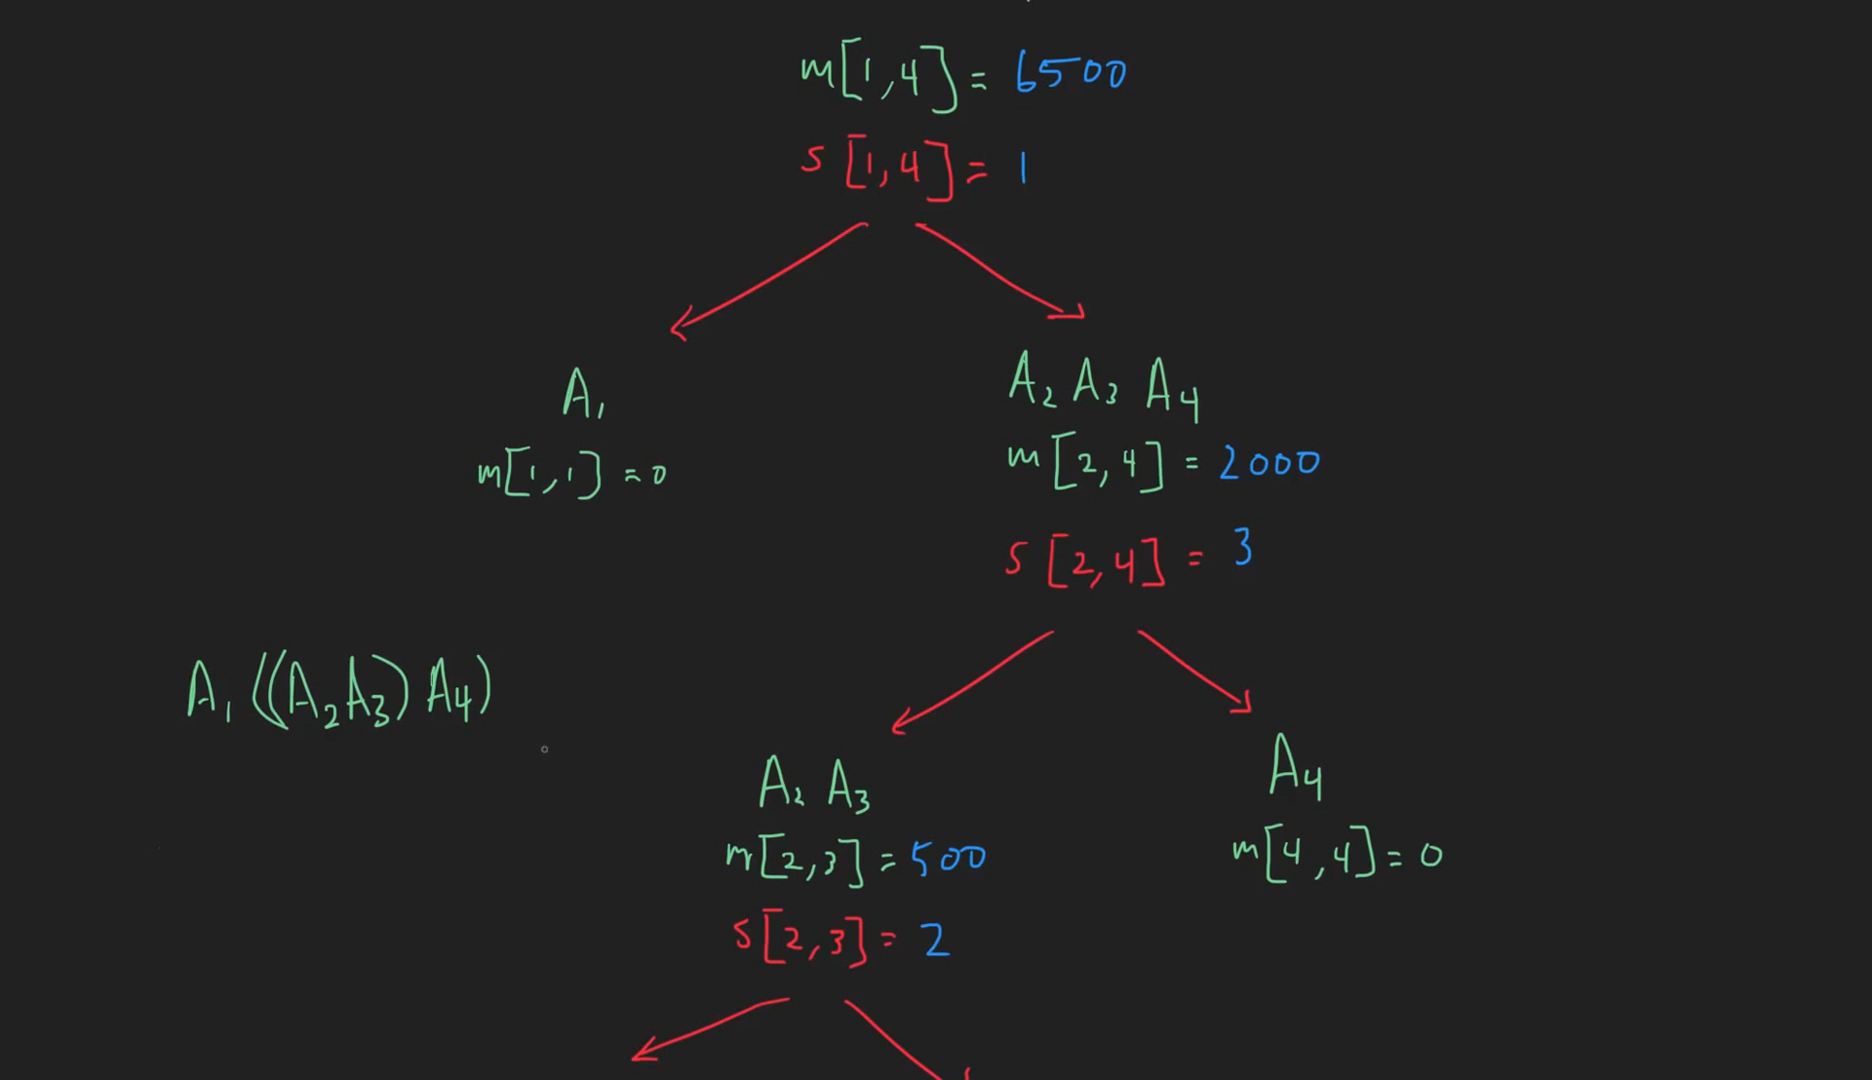 m[1,4] = 6500
s[1,4] = 1
A₁
m[1,1] = 0
A₂ A₃ A₄
m[2,4] = 2000
s[2,4] = 3
A₁((A₂A₃)A₄)
A₂ A₃
m[2,3] = 500
s[2,3] = 2
A₄
m[4,4] = 0